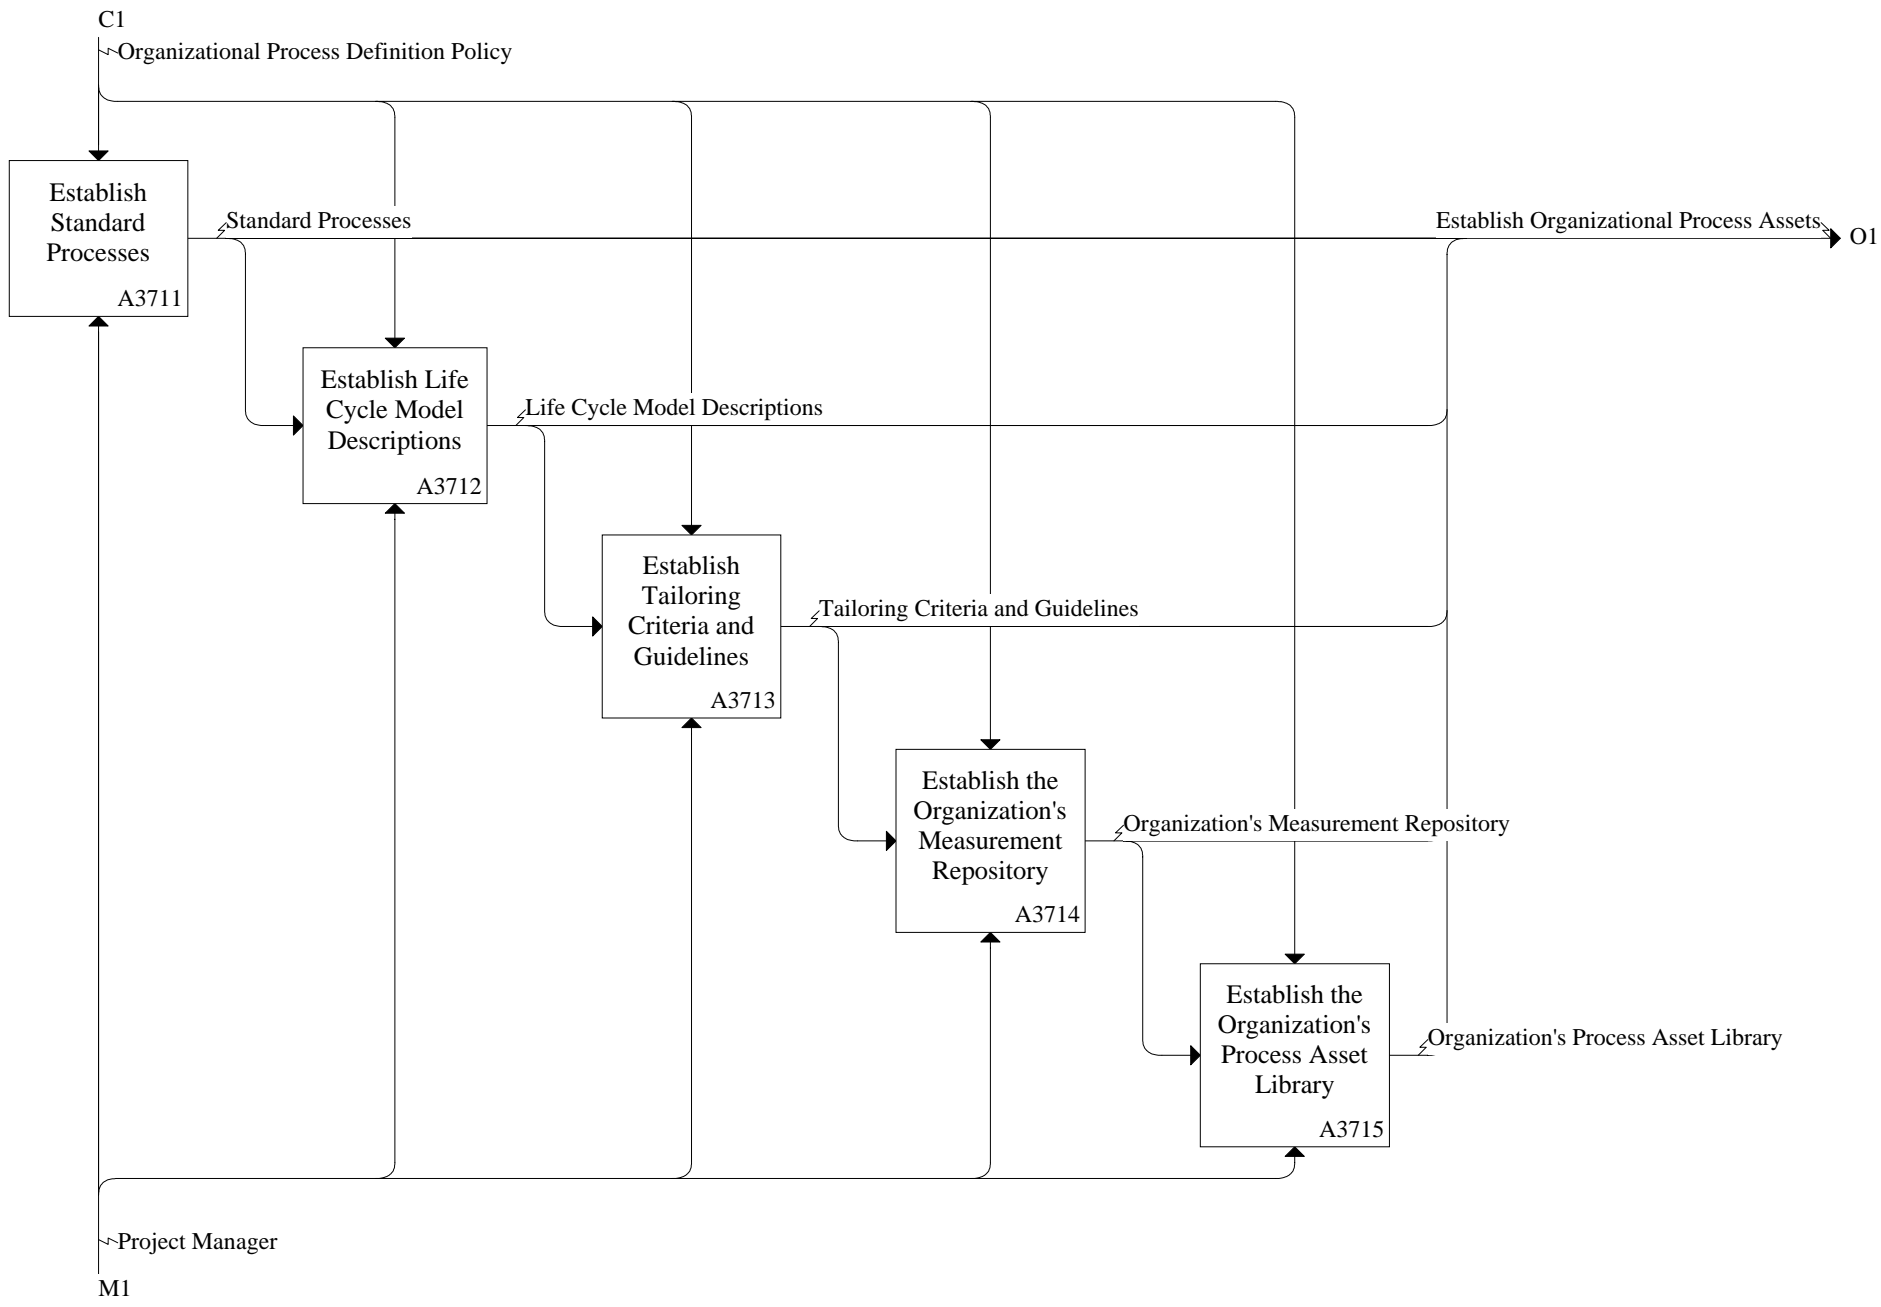 C1
Organizational Process Definition Policy
Establish
Standard
Processes
A3711
Standard Processes
Establish Organizational Process Assets
O1
Establish Life
Cycle Model
Descriptions
A3712
Life Cycle Model Descriptions
Establish
Tailoring
Criteria and
Guidelines
A3713
Tailoring Criteria and Guidelines
Establish the
Organization's
Measurement
Repository
A3714
Organization's Measurement Repository
Establish the
Organization's
Process Asset
Library
A3715
Organization's Process Asset Library
Project Manager
M1